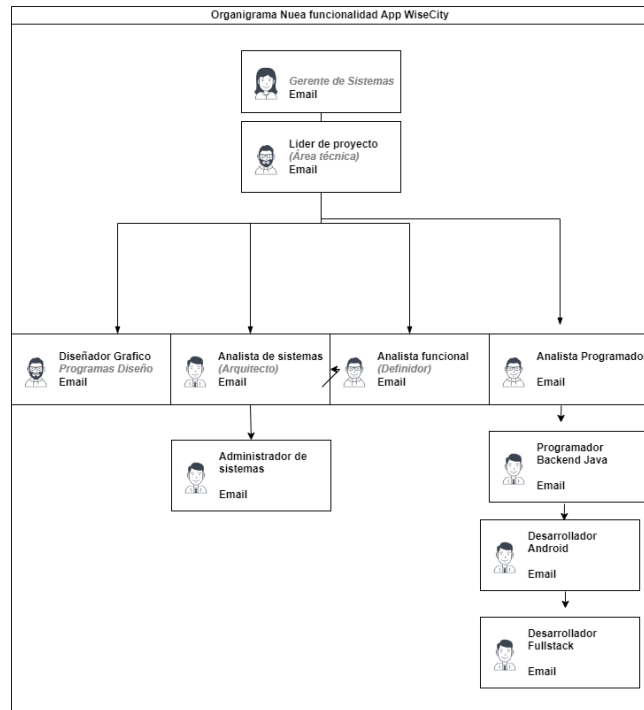 Organigrama Nuea funcionalidad App WiseCity
Gerente de Sistemas
Email
Lider de proyecto
(Área técnica)
Email
Diseñador Grafico
Programas Diseño
Email
Analista de sistemas
(Arquitecto)
Email
Analista funcional
(Definidor)
Email
Analista Programador
Email
Administrador de
sistemas
Email
Programador
Backend Java
Email
Desarrollador
Android
Email
Desarrollador
Fullstack
Email